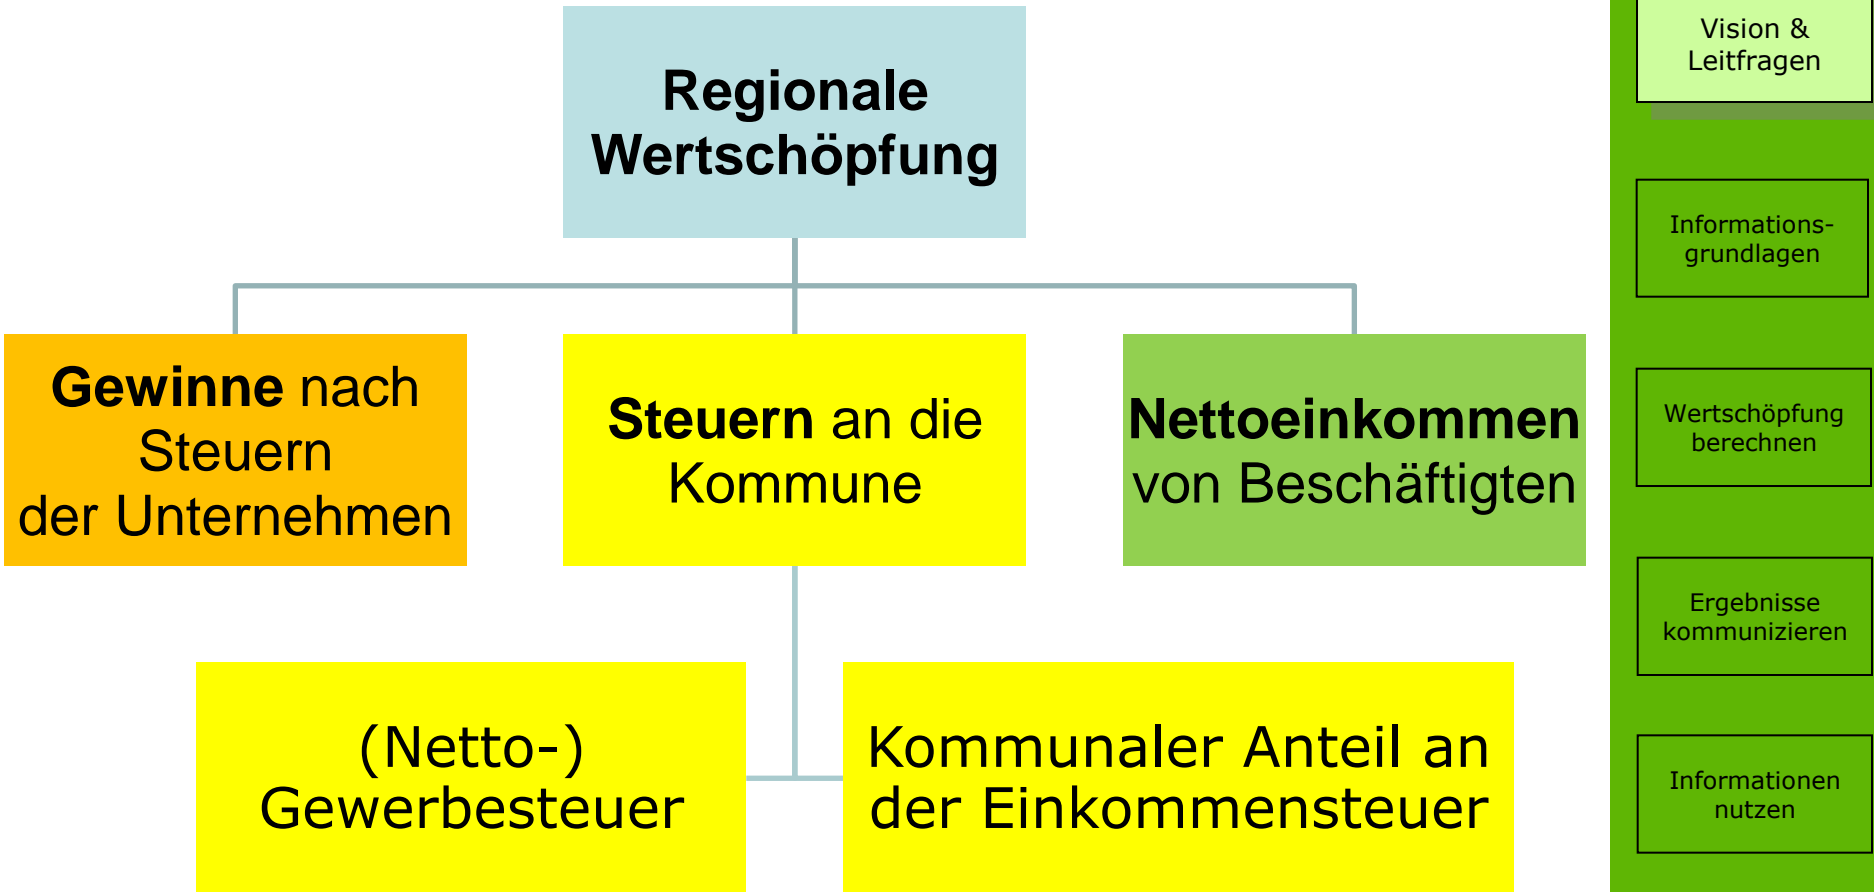 Regionale
Wertschöpfung
Gewinne nach
Steuern
der Unternehmen
Steuern an die
Kommune
Nettoeinkommen
von Beschäftigten
(Netto-)
Gewerbesteuer
Kommunaler Anteil an
der Einkommensteuer
Vision &
Leitfragen
Informations-
grundlagen
Wertschöpfung
berechnen
Ergebnisse
kommunizieren
Informationen
nutzen